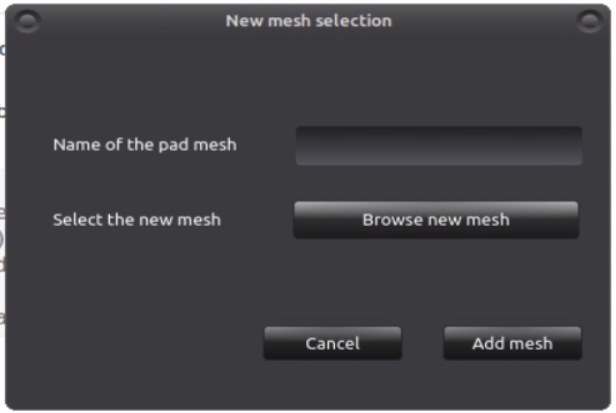 New mesh selection
Name of the pad mesh
Select the new mesh
Browse new mesh
Cancel
Add mesh